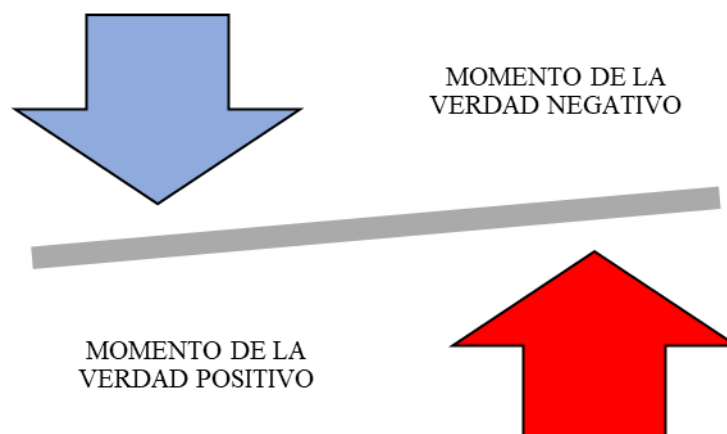 MOMENTO DE LA
VERDAD NEGATIVO
MOMENTO DE LA
VERDAD POSITIVO